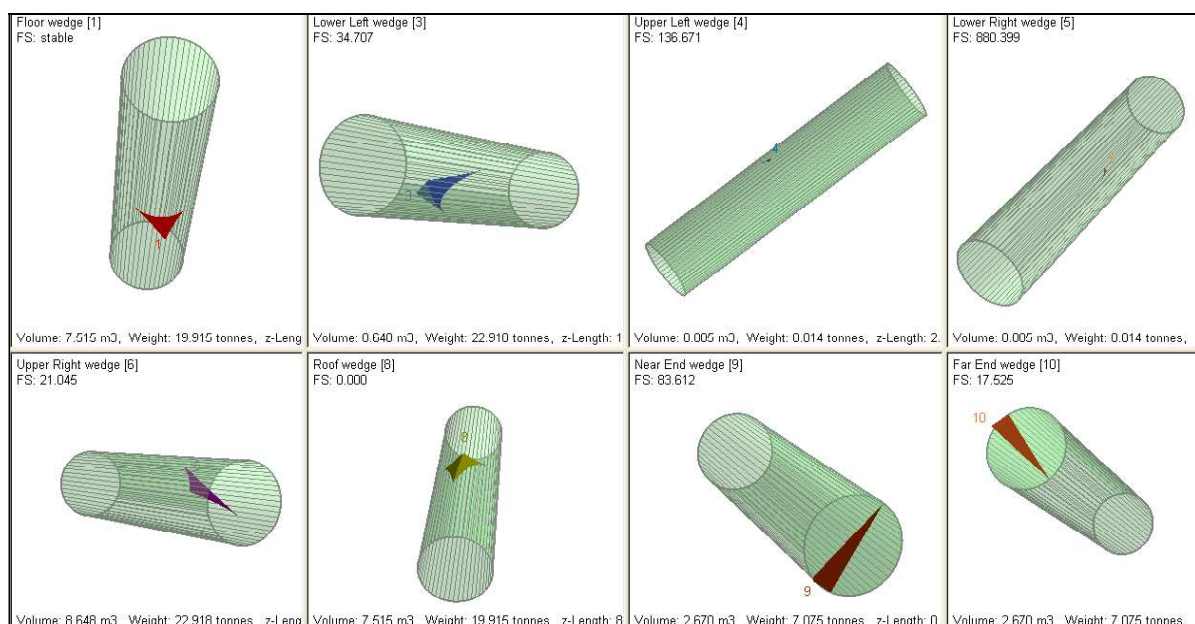 Floor wedge [1]
FS: stable
1
Volume: 7.515 m3, Weight: 19.915 tonnes, z-Leng
Lower Left wedge [3]
FS: 34.707
Volume: 0.640 m3, Weight: 22.910 tonnes, z-Length: 1
Upper Left wedge [4]
FS: 136.671
4
Volume: 0.005 m3, Weight: 0.014 tonnes, z-Length: 2.
Lower Right wedge [5]
FS: 880.399
Volume: 0.005 m3, Weight: 0.014 tonnes,
Upper Right wedge [6]
FS: 21.045
Volume: 8.648 m3, Weight: 22.918 tonnes, z-Length
Roof wedge [8]
FS: 0.000
8
Volume: 7.515 m3, Weight: 19.915 tonnes, z-Length: 8
Near End wedge [9]
FS: 83.612
9
Volume: 2.670 m3, Weight: 7.075 tonnes, z-Length: 0
Far End wedge [10]
FS: 17.525
10
Volume: 2.670 m3, Weight: 7.075 tonnes,